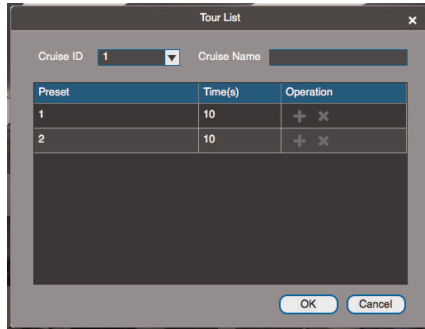 Tour List
Cruise ID 1 Cruise Name
Preset Time(s) Operation
1 10
2 10
OK Cancel